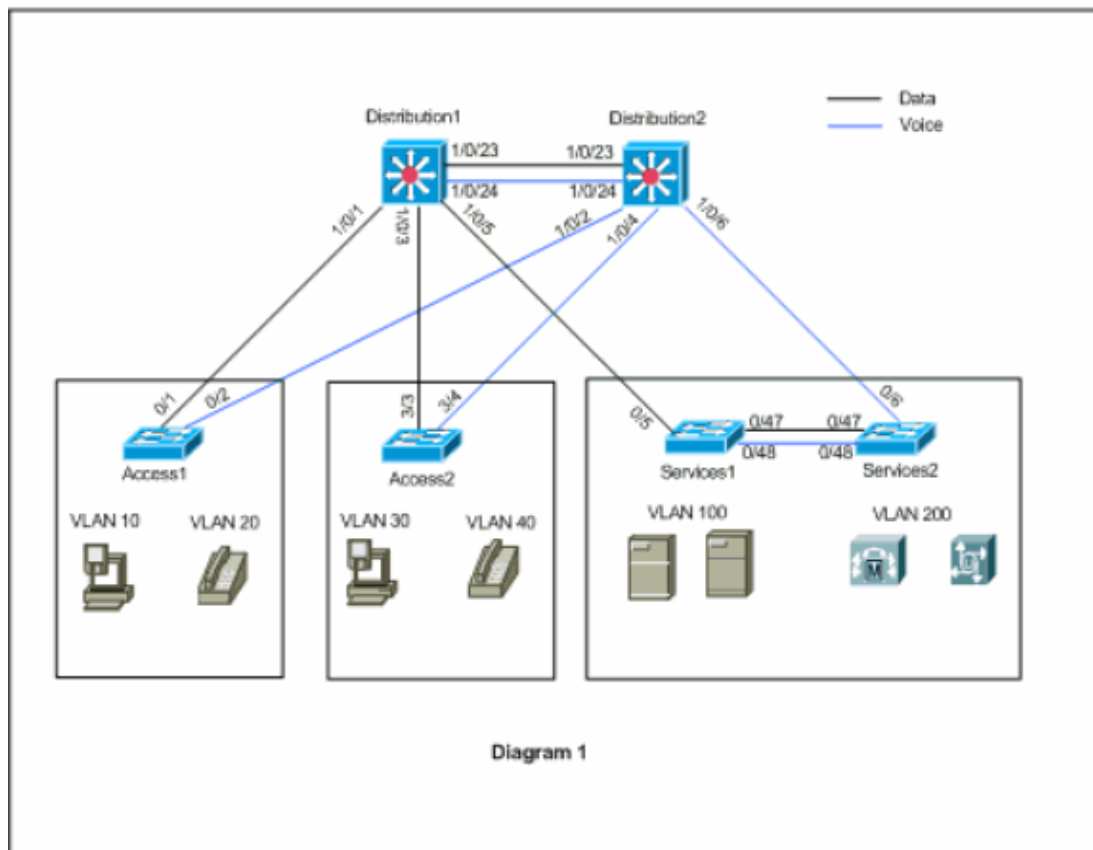 Distribution1
Distribution2
Data
Voice
1/0/23
1/0/23
1/0/24
1/0/24
1/0/1
1/0/3
1/0/5
1/0/2
1/0/4
1/0/6
0/1
0/2
3/3
3/4
0/5
0/6
0/47
0/47
0/48
0/48
Access1
Access2
Services1
Services2
VLAN 10
VLAN 20
VLAN 30
VLAN 40
VLAN 100
VLAN 200
M
Diagram 1